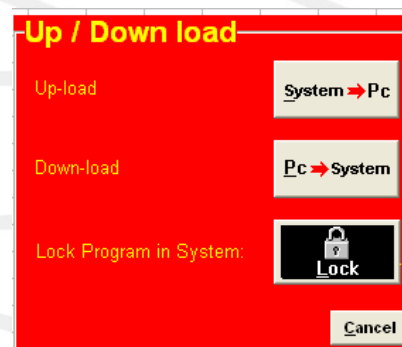 Up / Down load
Up-load
System ➔ Pc
Down-load
Pc ➔ System
Lock Program in System:
Lock
Cancel